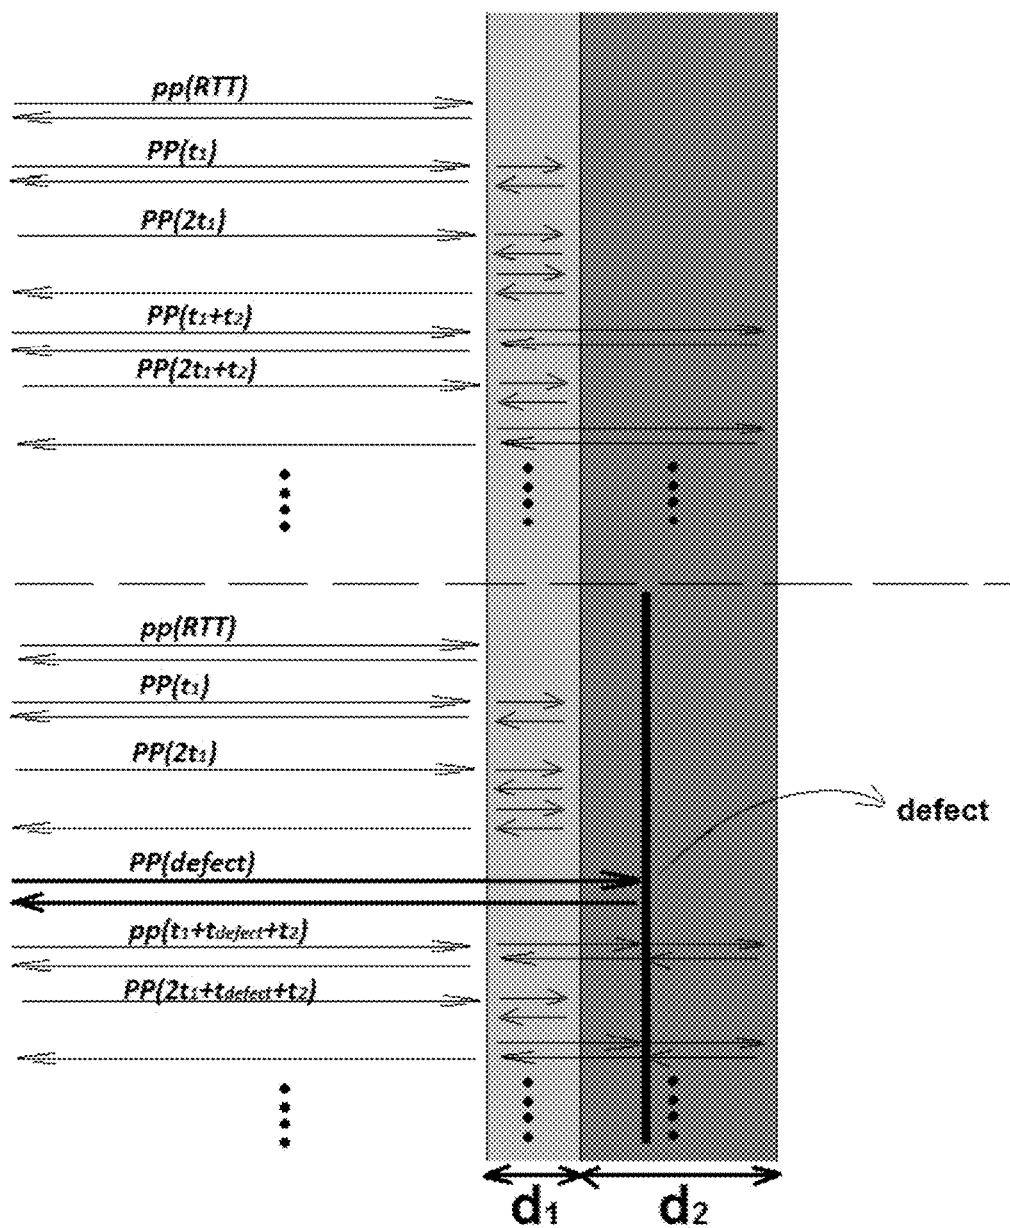 pp(RTT)
PP(t₁)
PP(2t₁)
PP(t₁+t₂)
PP(2t₁+t₂)
pp(RTT)
PP(t₁)
PP(2t₁)
defect
PP(defect)
pp(t₁+tdefect+t₂)
PP(2t₁+tdefect+t₂)
d₁ d₂